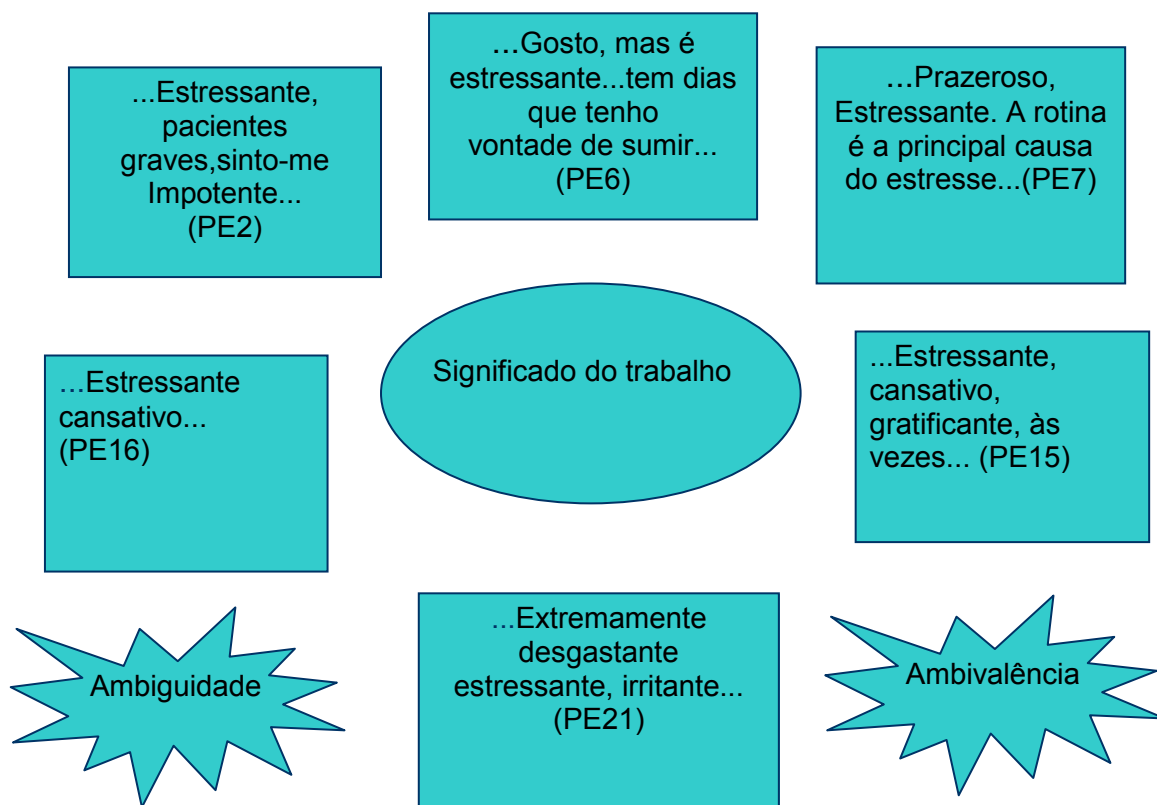 ...Estressante,
pacientes
graves,sinto-me
Impotente...
(PE2)
...Gosto, mas é
estressante...tem dias
que tenho
vontade de sumir...
(PE6)
...Prazeroso,
Estressante. A rotina
é a principal causa
do estresse...(PE7)
...Estressante
cansativo...
(PE16)
Significado do trabalho
...Estressante,
cansativo,
gratificante, às
vezes... (PE15)
Ambiguidade
...Extremamente
desgastante
estressante, irritante...
(PE21)
Ambivalência